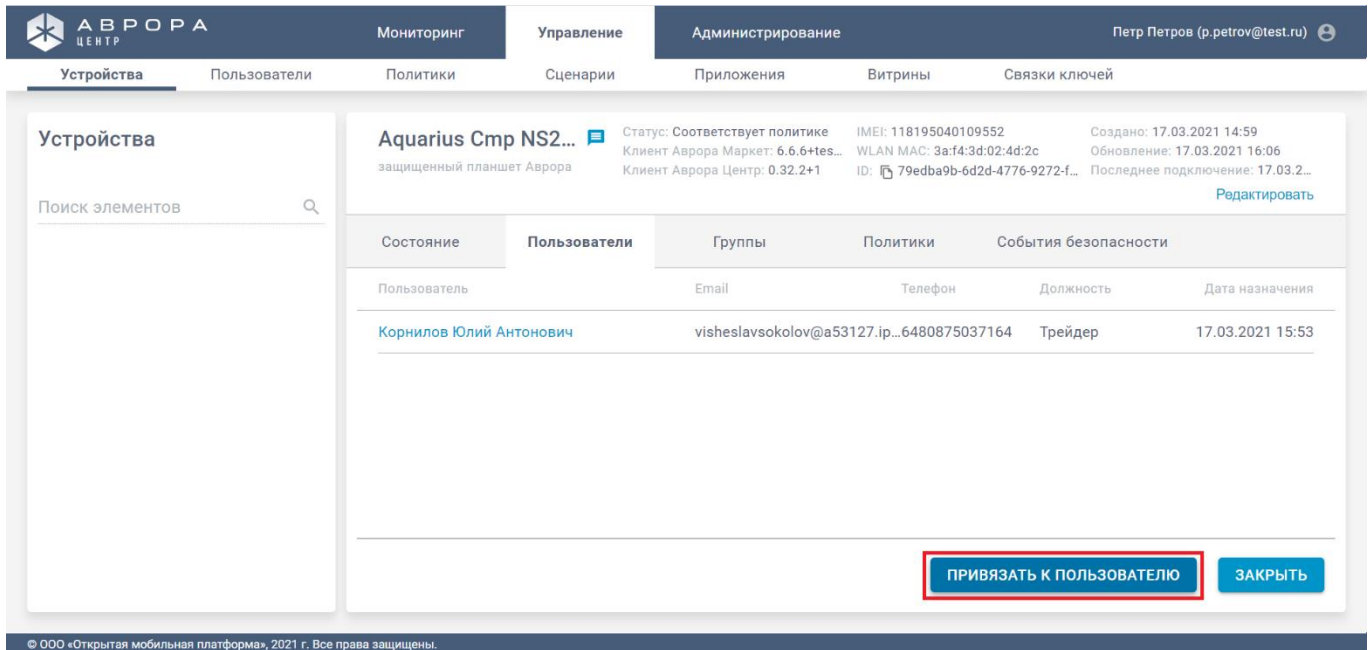 АВРОРА
ЦЕНТР
Мониторинг
Управление
Администрирование
Петр Петров (p.petrov@test.ru)
Устройства
Пользователи
Политики
Сценарии
Приложения
Витрины
Связки ключей
Устройства
Поиск элементов
Aquarius Cmp NS2...
защищенный планшет Аврора
Статус: Соответствует политике
Клиент Аврора Маркет: 6.6.6+tes...
Клиент Аврора Центр: 0.32.2+1
IMEI: 118195040109552
WLAN MAC: 3a:f4:3d:02:4d:2c
ID: 79edba9b-6d2d-4776-9272-f...
Создано: 17.03.2021 14:59
Обновление: 17.03.2021 16:06
Последнее подключение: 17.03.2...
Редактировать
Состояние
Пользователи
Группы
Политики
События безопасности
Пользователь Email Телефон Должность Дата назначения
Корнилов Юлий Антонович visheslavsokolov@a53127.ip...6480875037164 Трейдер 17.03.2021 15:53
ПРИВЯЗАТЬ К ПОЛЬЗОВАТЕЛЮ
ЗАКРЫТЬ
© ООО «Открытая мобильная платформа», 2021 г. Все права защищены.